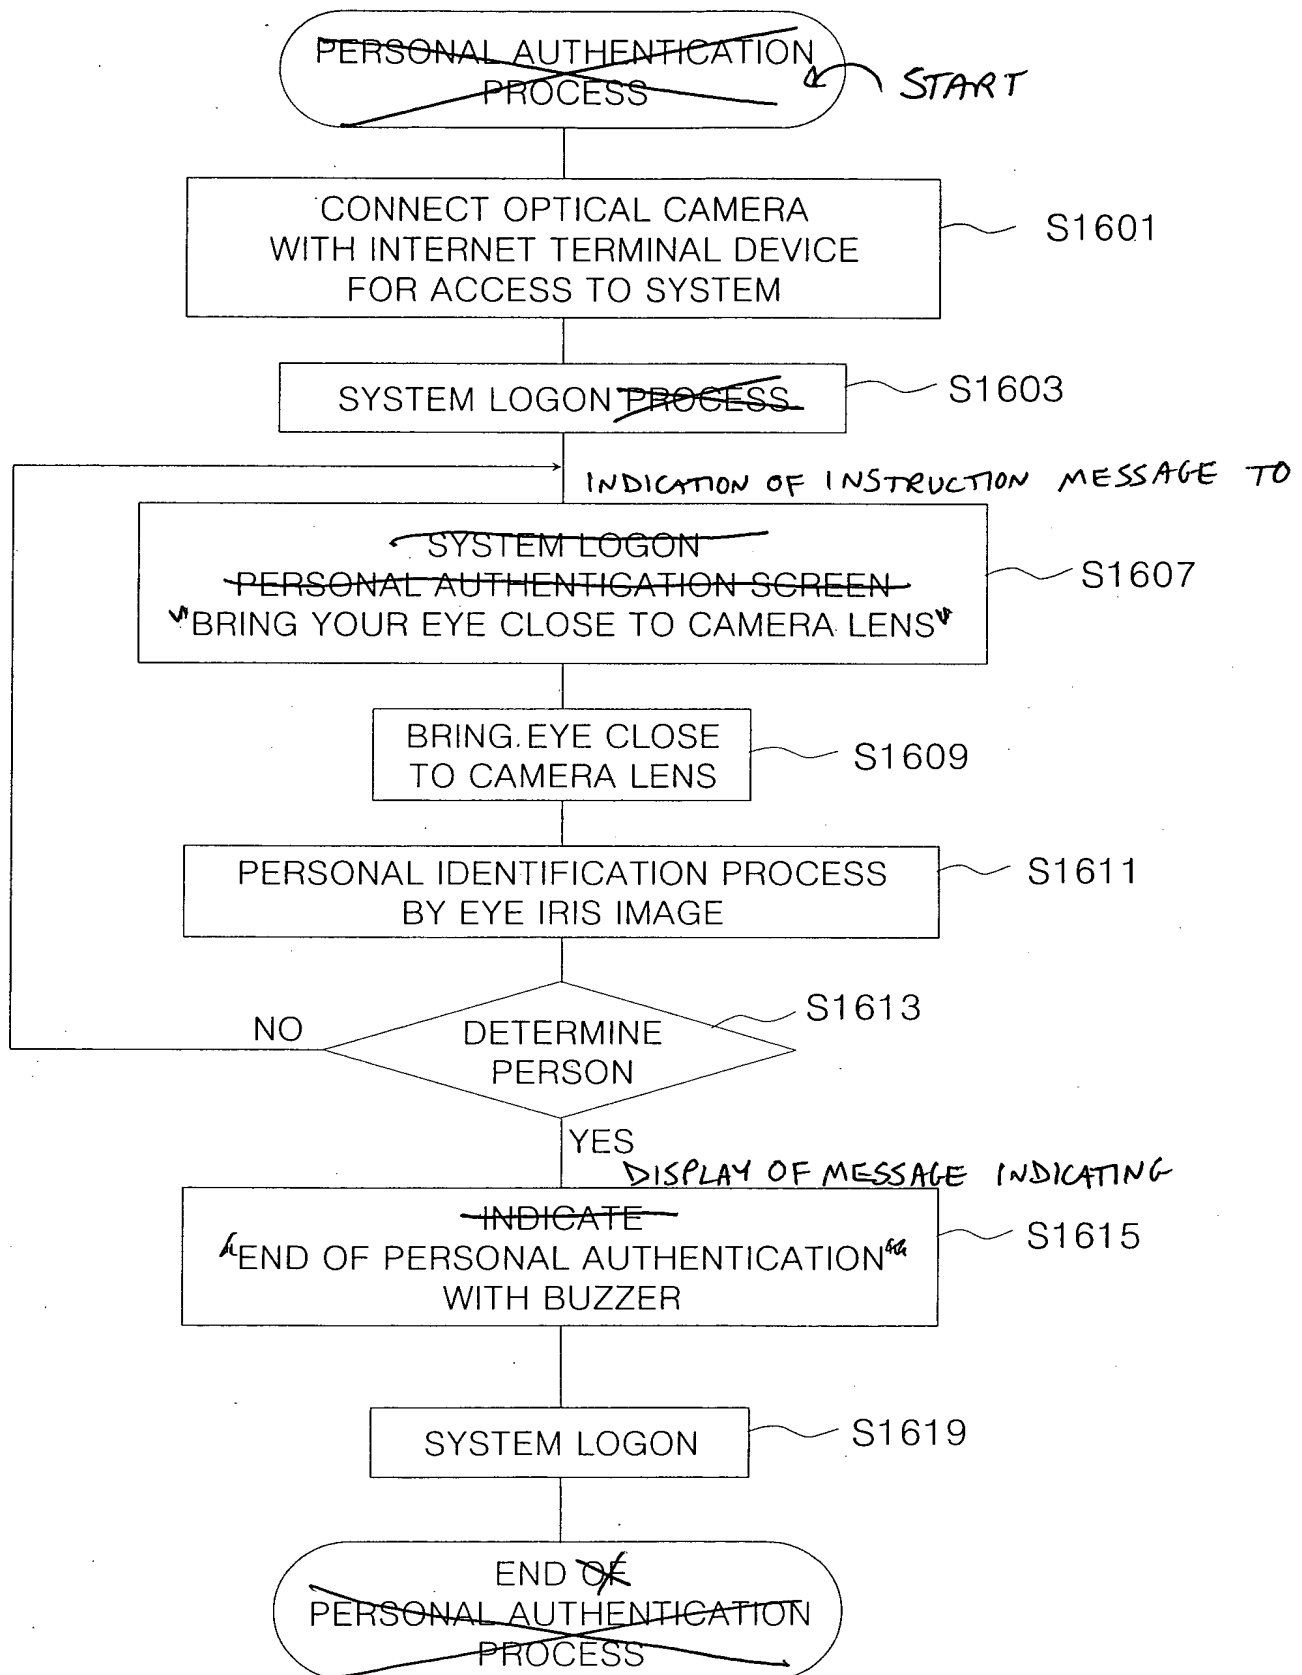 PERSONAL AUTHENTICATION
PROCESS
START
CONNECT OPTICAL CAMERA
WITH INTERNET TERMINAL DEVICE
FOR ACCESS TO SYSTEM
S1601
SYSTEM LOGON PROCESS
S1603
INDICATION OF INSTRUCTION MESSAGE TO
SYSTEM LOGON
PERSONAL AUTHENTICATION SCREEN
"BRING YOUR EYE CLOSE TO CAMERA LENS"
S1607
BRING EYE CLOSE
TO CAMERA LENS
S1609
PERSONAL IDENTIFICATION PROCESS
BY EYE IRIS IMAGE
S1611
NO
DETERMINE
PERSON
S1613
YES
DISPLAY OF MESSAGE INDICATING
INDICATE
"END OF PERSONAL AUTHENTICATION"
WITH BUZZER
S1615
SYSTEM LOGON
S1619
END OF
PERSONAL AUTHENTICATION
PROCESS